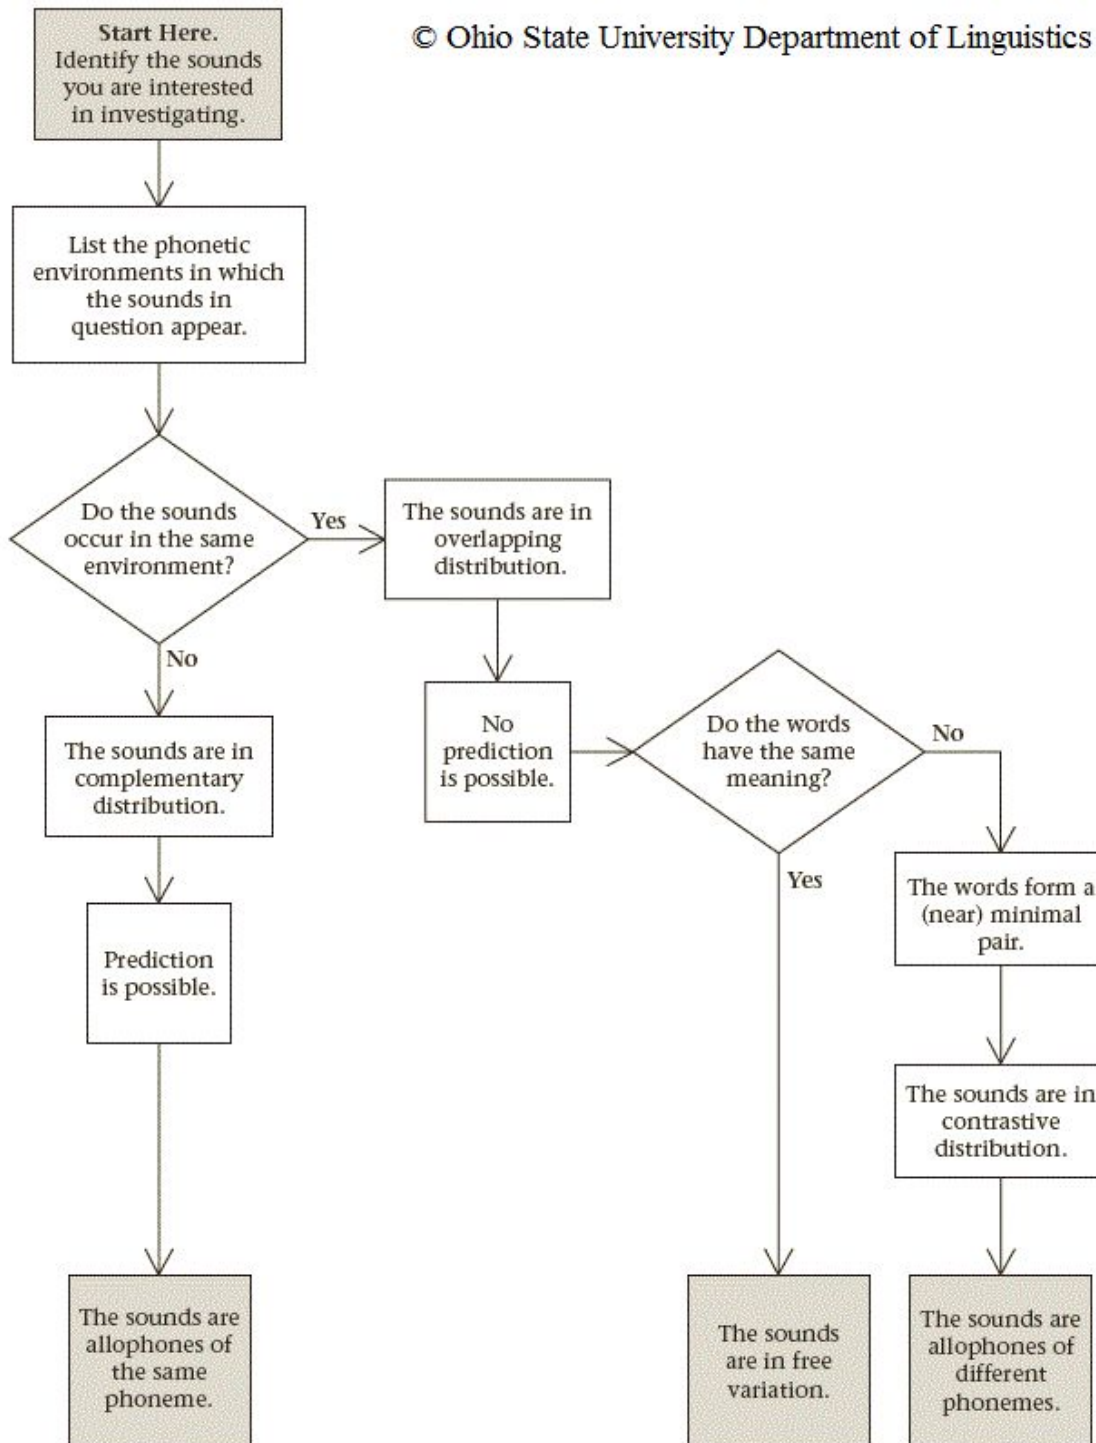 Start Here.
Identify the sounds
you are interested
in investigating.
© Ohio State University Department of Linguistics
List the phonetic
environments in which
the sounds in
question appear.
Do the sounds
occur in the same
environment?
Yes
The sounds are in
overlapping
distribution.
No
The sounds are in
complementary
distribution.
No
prediction
is possible.
Do the words
have the same
meaning?
No
Yes
The words form a
(near) minimal
pair.
Prediction
is possible.
The sounds are in
contrastive
distribution.
The sounds are
allophones of
the same
phoneme.
The sounds
are in free
variation.
The sounds are
allophones of
different
phonemes.